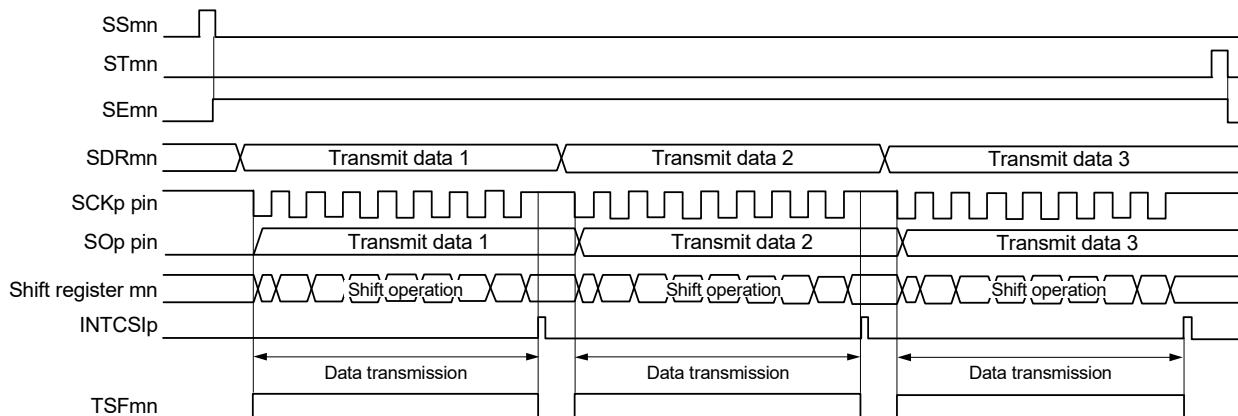 SSmn
STmn
SEmn
SDRmn Transmit data 1 Transmit data 2 Transmit data 3
SCKp pin
SOp pin Transmit data 1 Transmit data 2 Transmit data 3
Shift register mn Shift operation Shift operation Shift operation
INTCSIp
Data transmission Data transmission Data transmission
TSFmn